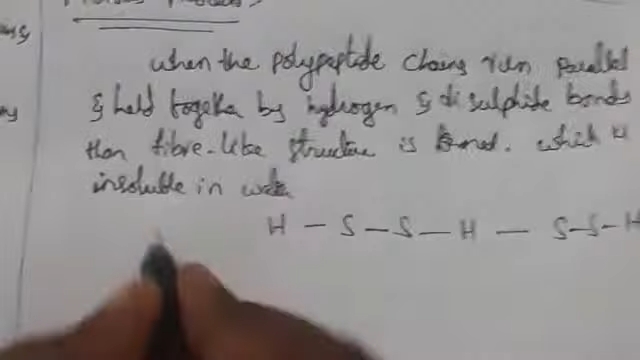 when the polypeptide chains run parallel
& held together by hydrogen & disulphide bonds
then fibre-like structure is formed. which is
insoluble in water
H - S - S - H - S-S-H